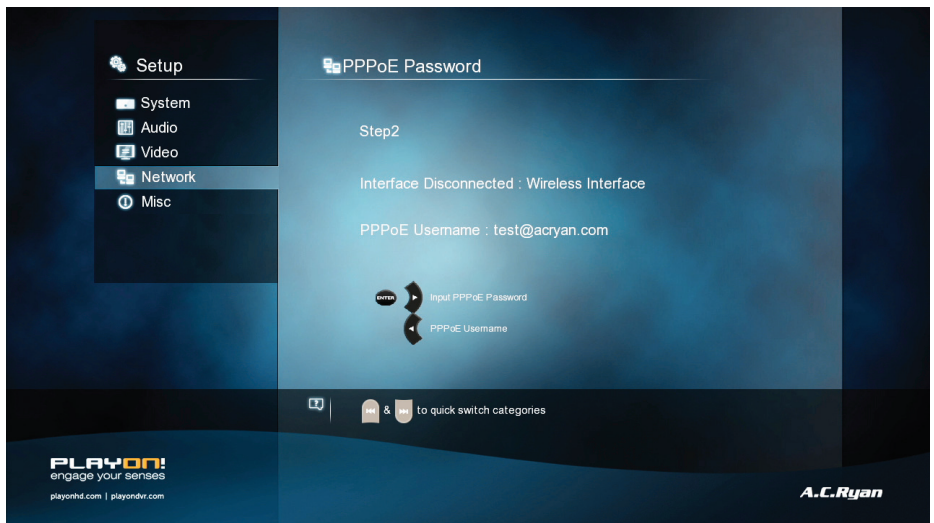 Setup
System
Audio
Video
Network
Misc
PPPoE Password
Step2
Interface Disconnected : Wireless Interface
PPPoE Username : test@acryan.com
ENTER Input PPPoE Password
PPPoE Username
& to quick switch categories
PLAYON!
engage your senses
playonhd.com | playondvr.com
A.C.Ryan